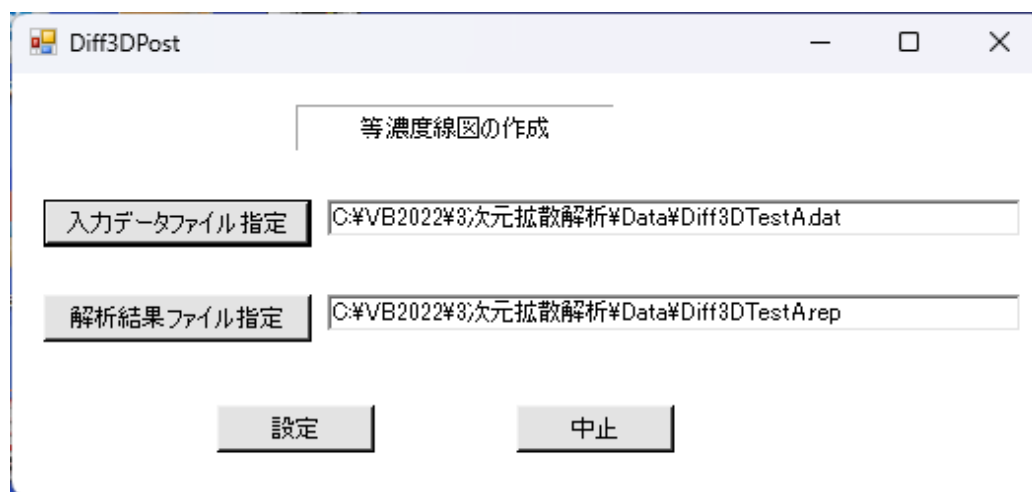 Diff3DPost
等濃度線図の作成
入力データファイル指定 C:¥VB2022¥3次元拡散解析¥Data¥Diff3DTestA.dat
解析結果ファイル指定 C:¥VB2022¥3次元拡散解析¥Data¥Diff3DTestA.rep
設定 中止